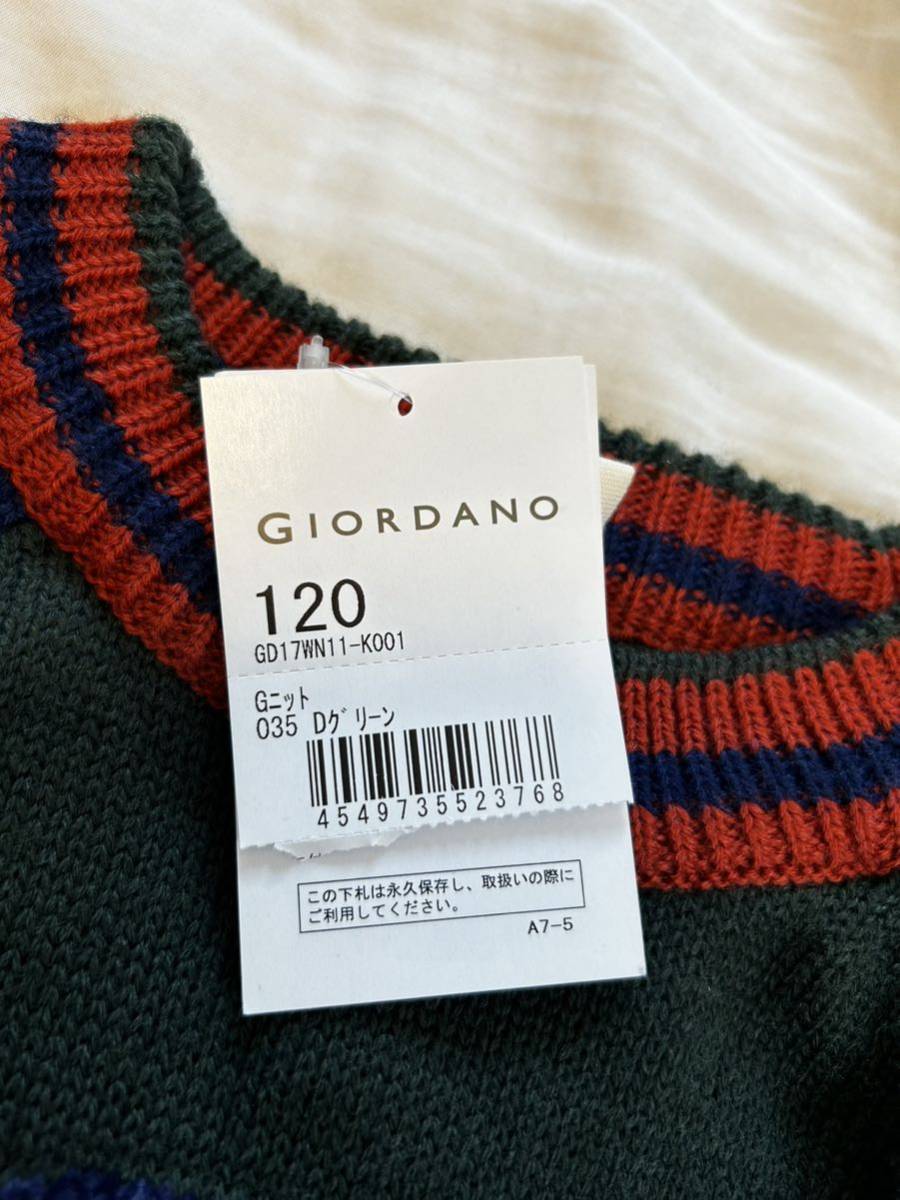 GIORDANO
120
GD17WN11-K001
Gニット
035 Dグリーン
4549735523768
この下札は永久保存し、取扱いの際に
ご利用してください。
A7-5